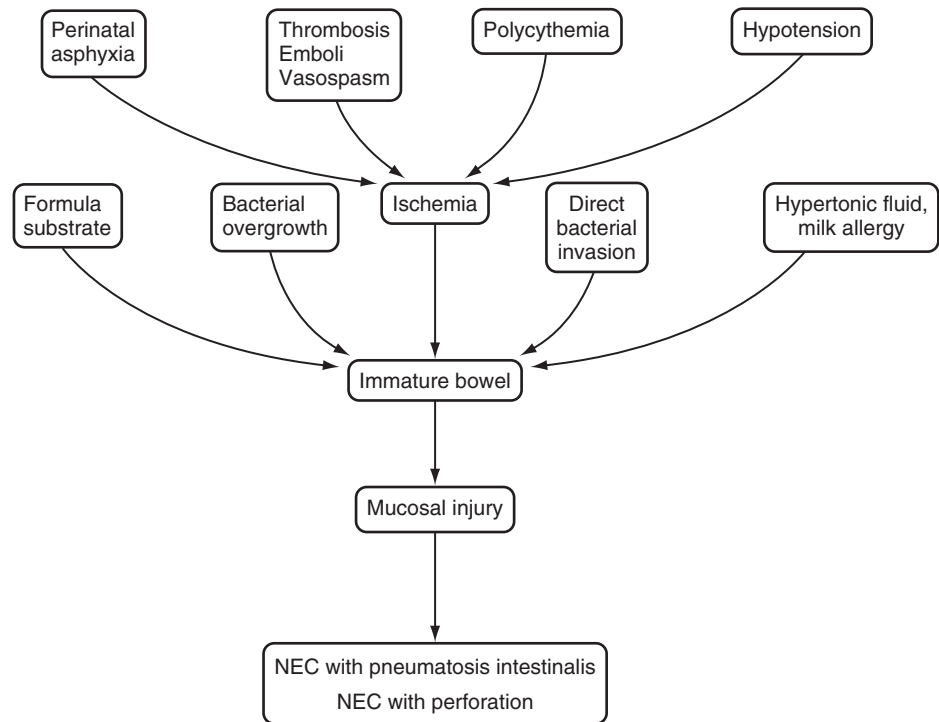 Perinatal
asphyxia
Thrombosis
Emboli
Vasospasm
Polycythemia
Hypotension
Formula
substrate
Bacterial
overgrowth
Ischemia
Direct
bacterial
invasion
Hypertonic fluid,
milk allergy
Immature bowel
Mucosal injury
NEC with pneumatosis intestinalis
NEC with perforation